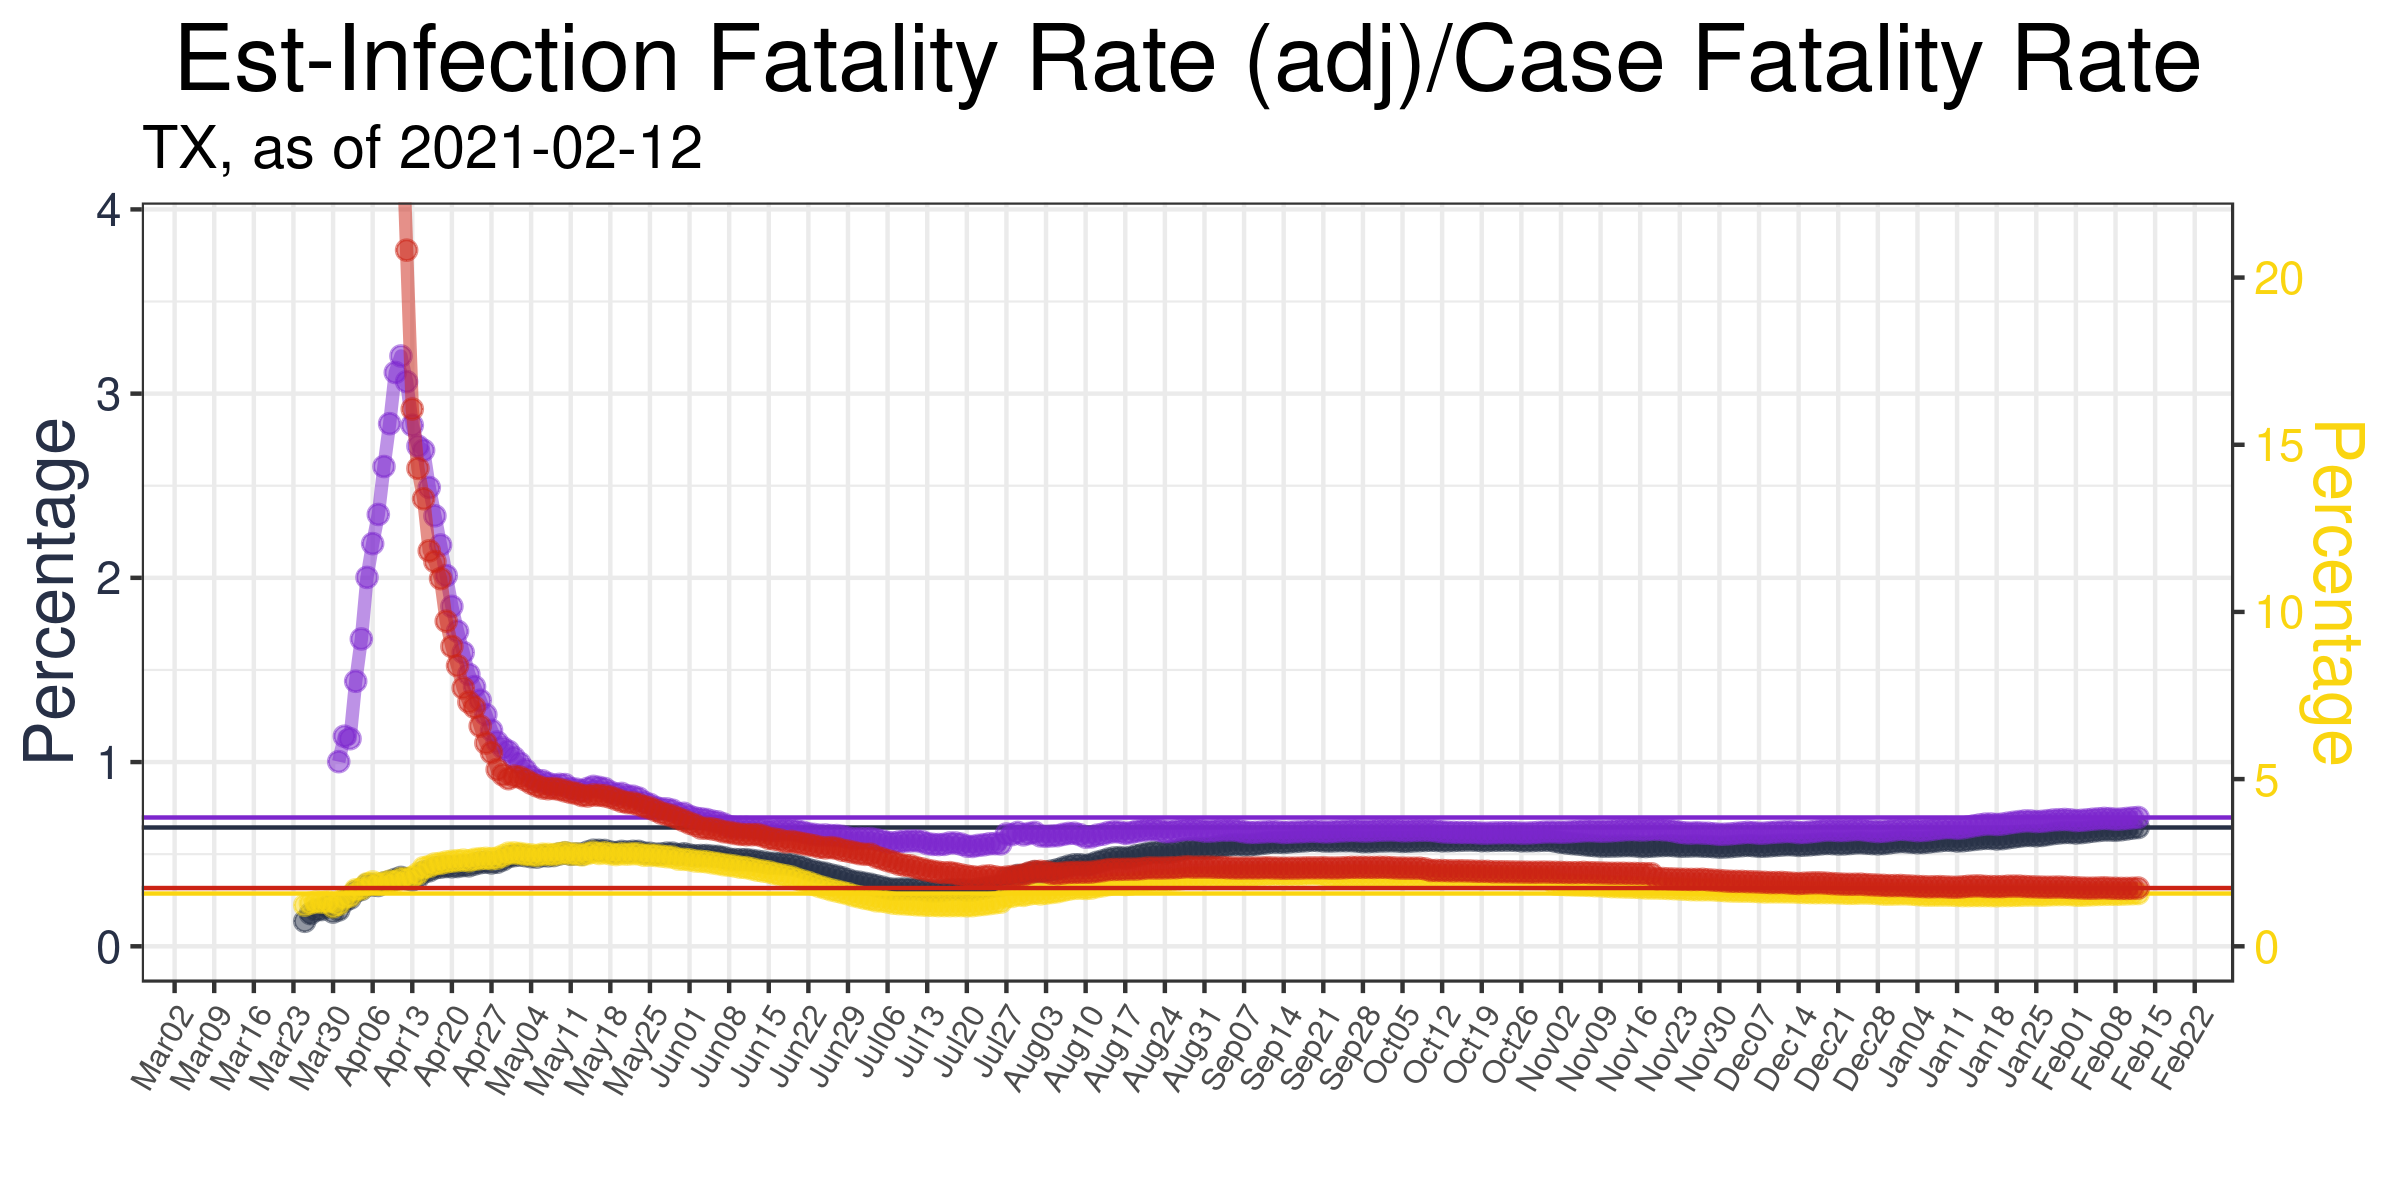 Est-Infection Fatality Rate (adj)/Case Fatality Rate
TX, as of 2021-02-12
Percentage
4
3
2
1
0
20
15
10
5
0
Percentage
Mar02
Mar09
Mar16
Mar23
Mar30
Apr06
Apr13
Apr20
Apr27
May04
May11
May18
May25
Jun01
Jun08
Jun15
Jun22
Jun29
Jul06
Jul13
Jul20
Jul27
Aug03
Aug10
Aug17
Aug24
Aug31
Sep07
Sep14
Sep21
Sep28
Oct05
Oct12
Oct19
Oct26
Nov02
Nov09
Nov16
Nov23
Nov30
Dec07
Dec14
Dec21
Dec28
Jan04
Jan11
Jan18
Jan25
Feb01
Feb08
Feb15
Feb22